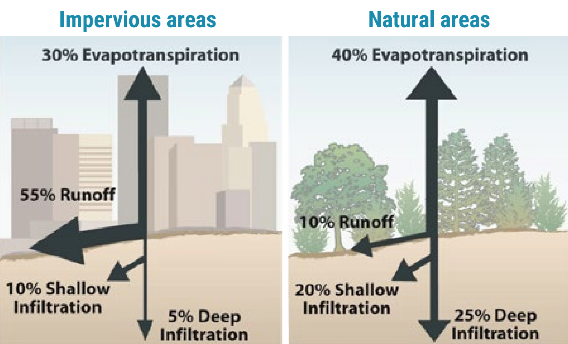 Impervious areas
30% Evapotranspiration
55% Runoff
10% Shallow
Infiltration
5% Deep
Infiltration
Natural areas
40% Evapotranspiration
10% Runoff
20% Shallow
Infiltration
25% Deep
Infiltration